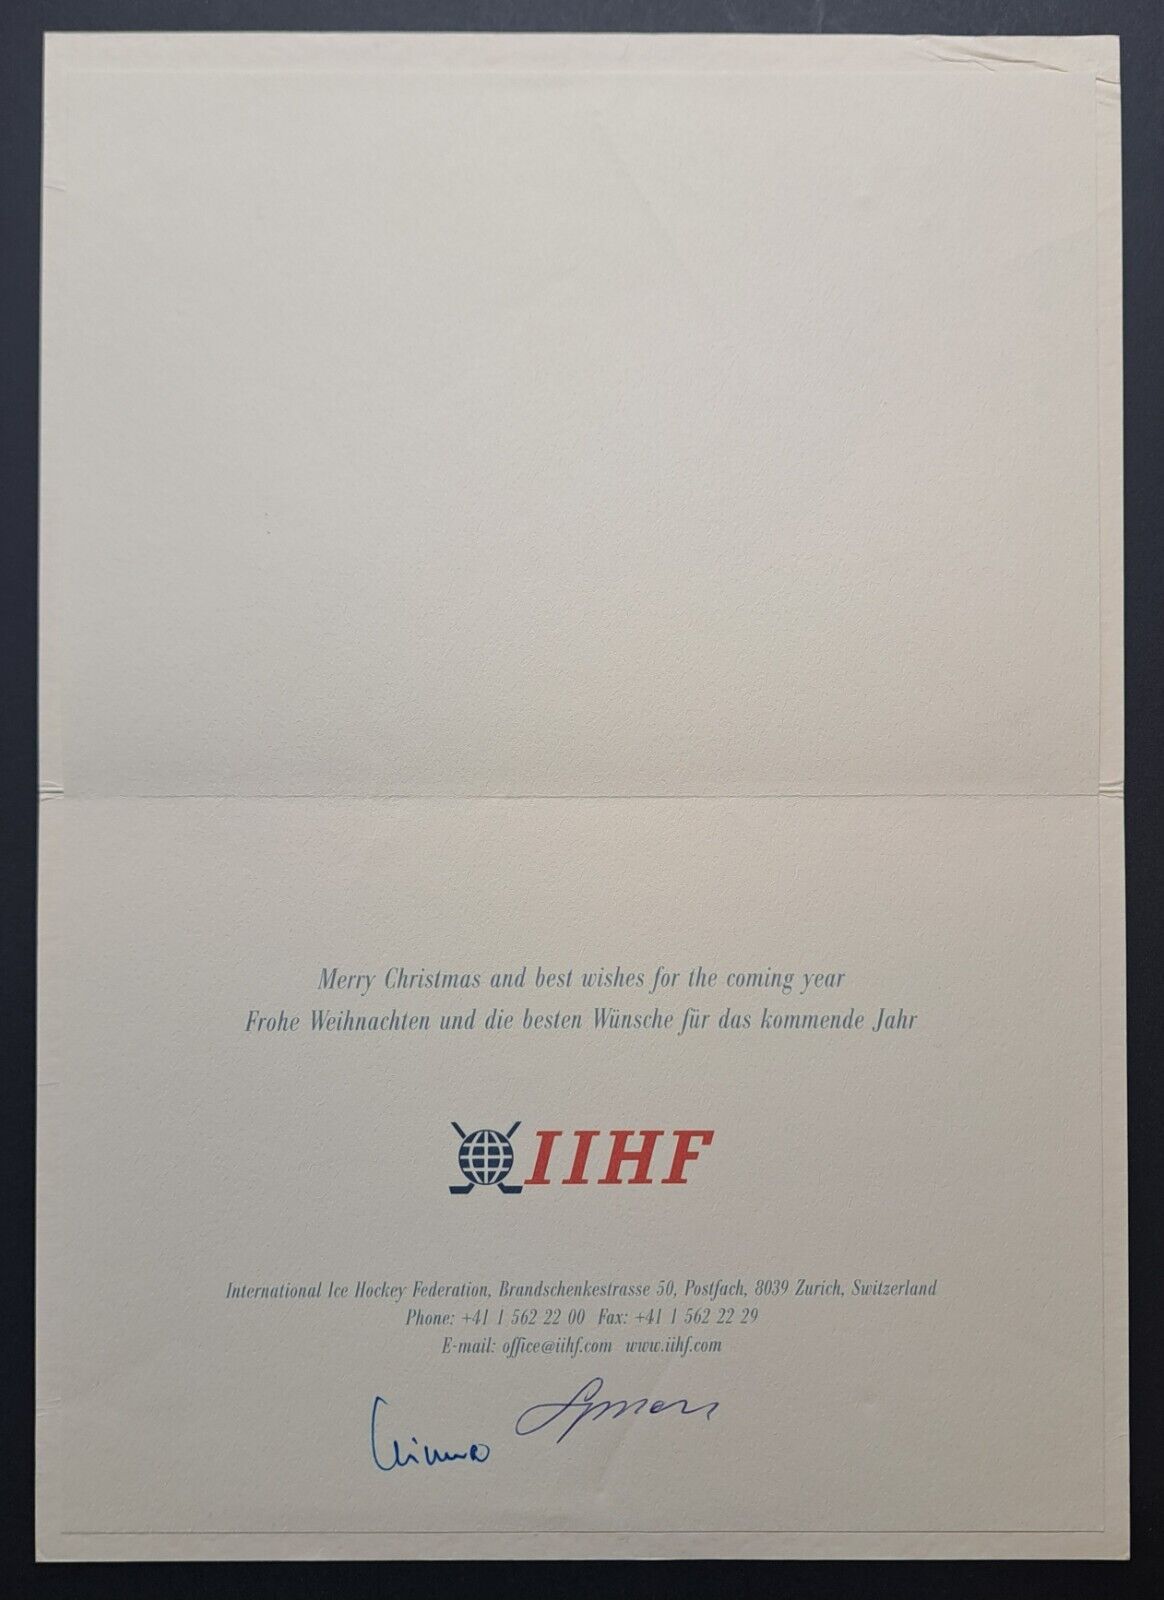 Merry Christmas and best wishes for the coming year
Frohe Weihnachten und die besten Wünsche für das kommende Jahr
IIHF
International Ice Hockey Federation, Brandschenkestrasse 50, Postfach, 8039 Zurich, Switzerland
Phone: +41 1 562 22 00 Fax: +41 1 562 22 29
E-mail: office@iihf.com www.iihf.com